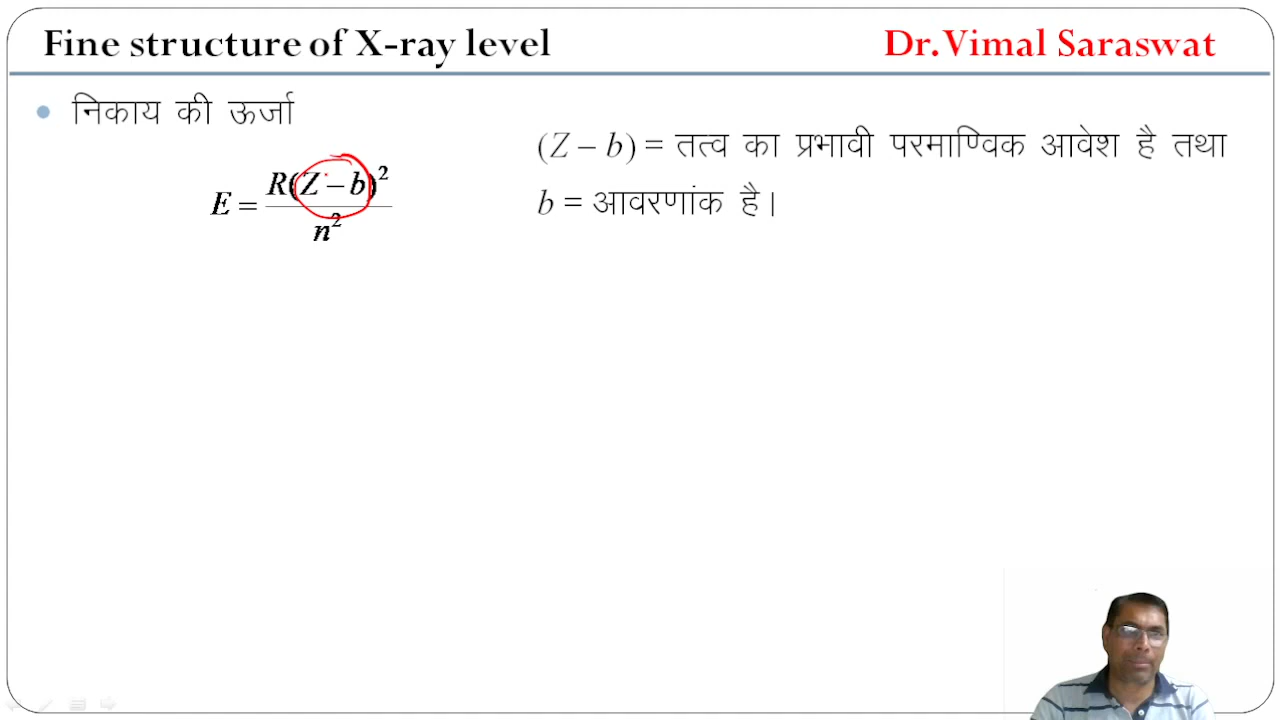 Fine structure of X-ray level
Dr. Vimal Saraswat
निकाय की ऊर्जा
E = R(Z – b)² / n²
(Z – b) = तत्व का प्रभावी परमाण्विक आवेश है तथा
b = आवरणांक है।